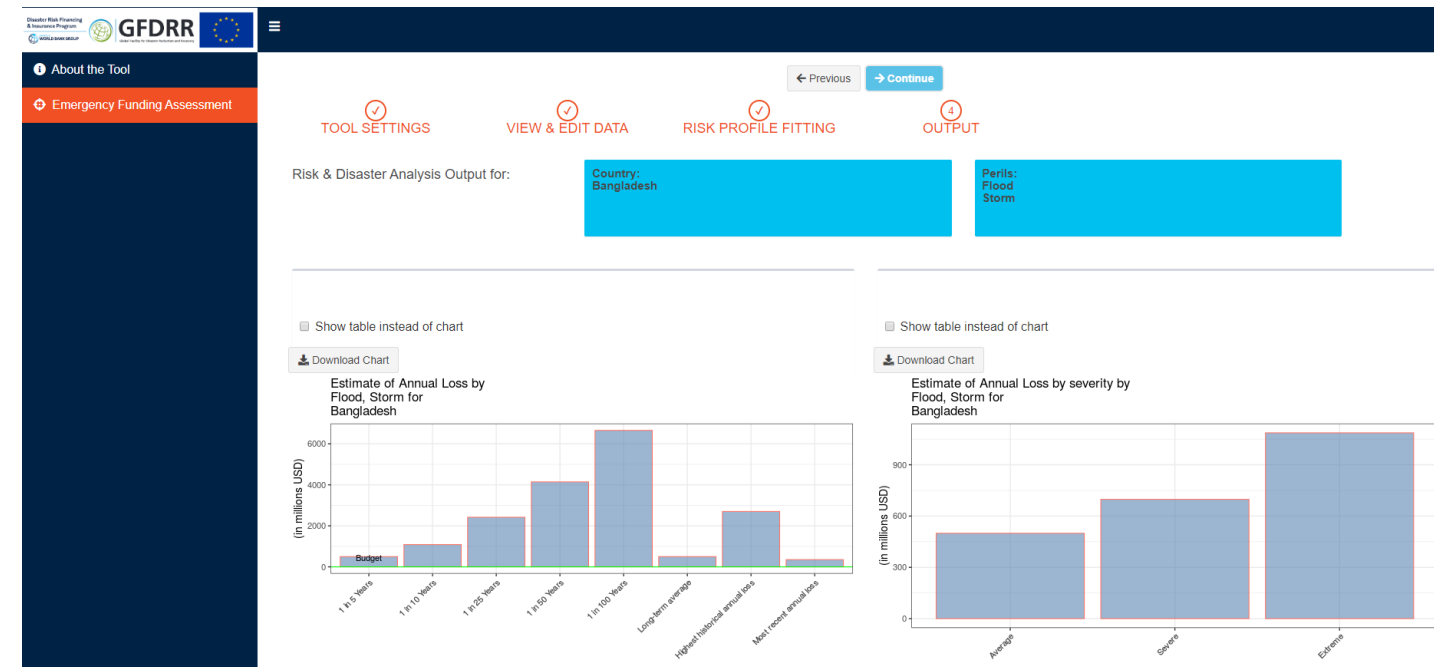 Disaster Risk Financing
& Insurance Program
WORLD BANK GROUP
GFDRR
About the Tool
Emergency Funding Assessment
Previous
Continue
TOOL SETTINGS
VIEW & EDIT DATA
RISK PROFILE FITTING
4
OUTPUT
Risk & Disaster Analysis Output for:
Country:
Bangladesh
Perils:
Flood
Storm
Show table instead of chart
Download Chart
Estimate of Annual Loss by
Flood, Storm for
Bangladesh
(in millions USD)
6000
4000
2000
0
Budget
1 in 5 Years
1 in 10 Years
1 in 25 Years
1 in 50 Years
1 in 100 Years
Long-term average
Highest historical annual loss
Most recent annual loss
Show table instead of chart
Download Chart
Estimate of Annual Loss by severity by
Flood, Storm for
Bangladesh
(in millions USD)
900
600
300
0
Average
Severe
Extreme